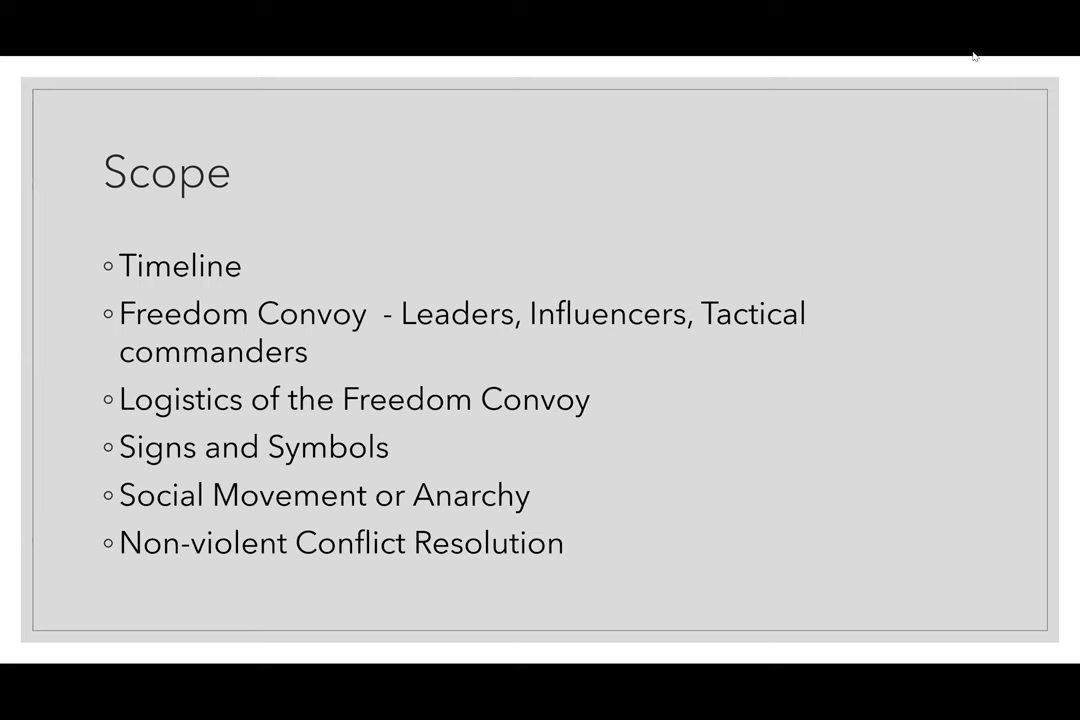 Scope
◦Timeline
◦Freedom Convoy - Leaders, Influencers, Tactical
commanders
◦Logistics of the Freedom Convoy
◦Signs and Symbols
◦Social Movement or Anarchy
◦Non-violent Conflict Resolution